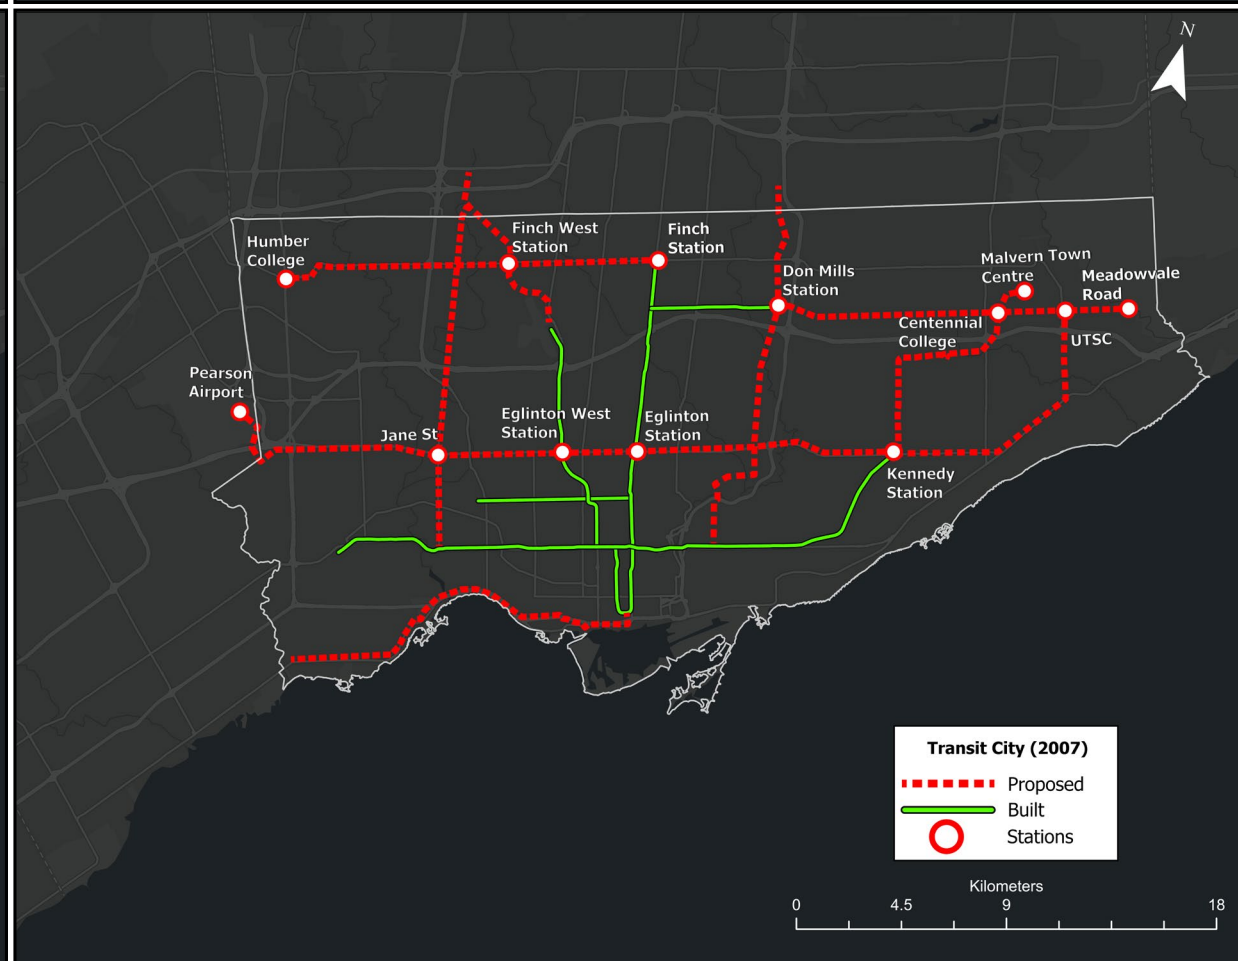 N
Humber
College
Finch West
Station
Finch
Station
Don Mills
Station
Malvern Town
Centre
Meadowvale
Road
Centennial
College
UTSC
Pearson
Airport
Jane St
Eglinton West
Station
Eglinton
Station
Kennedy
Station
Transit City (2007)
Proposed
Built
Stations
Kilometers
0 4.5 9 18